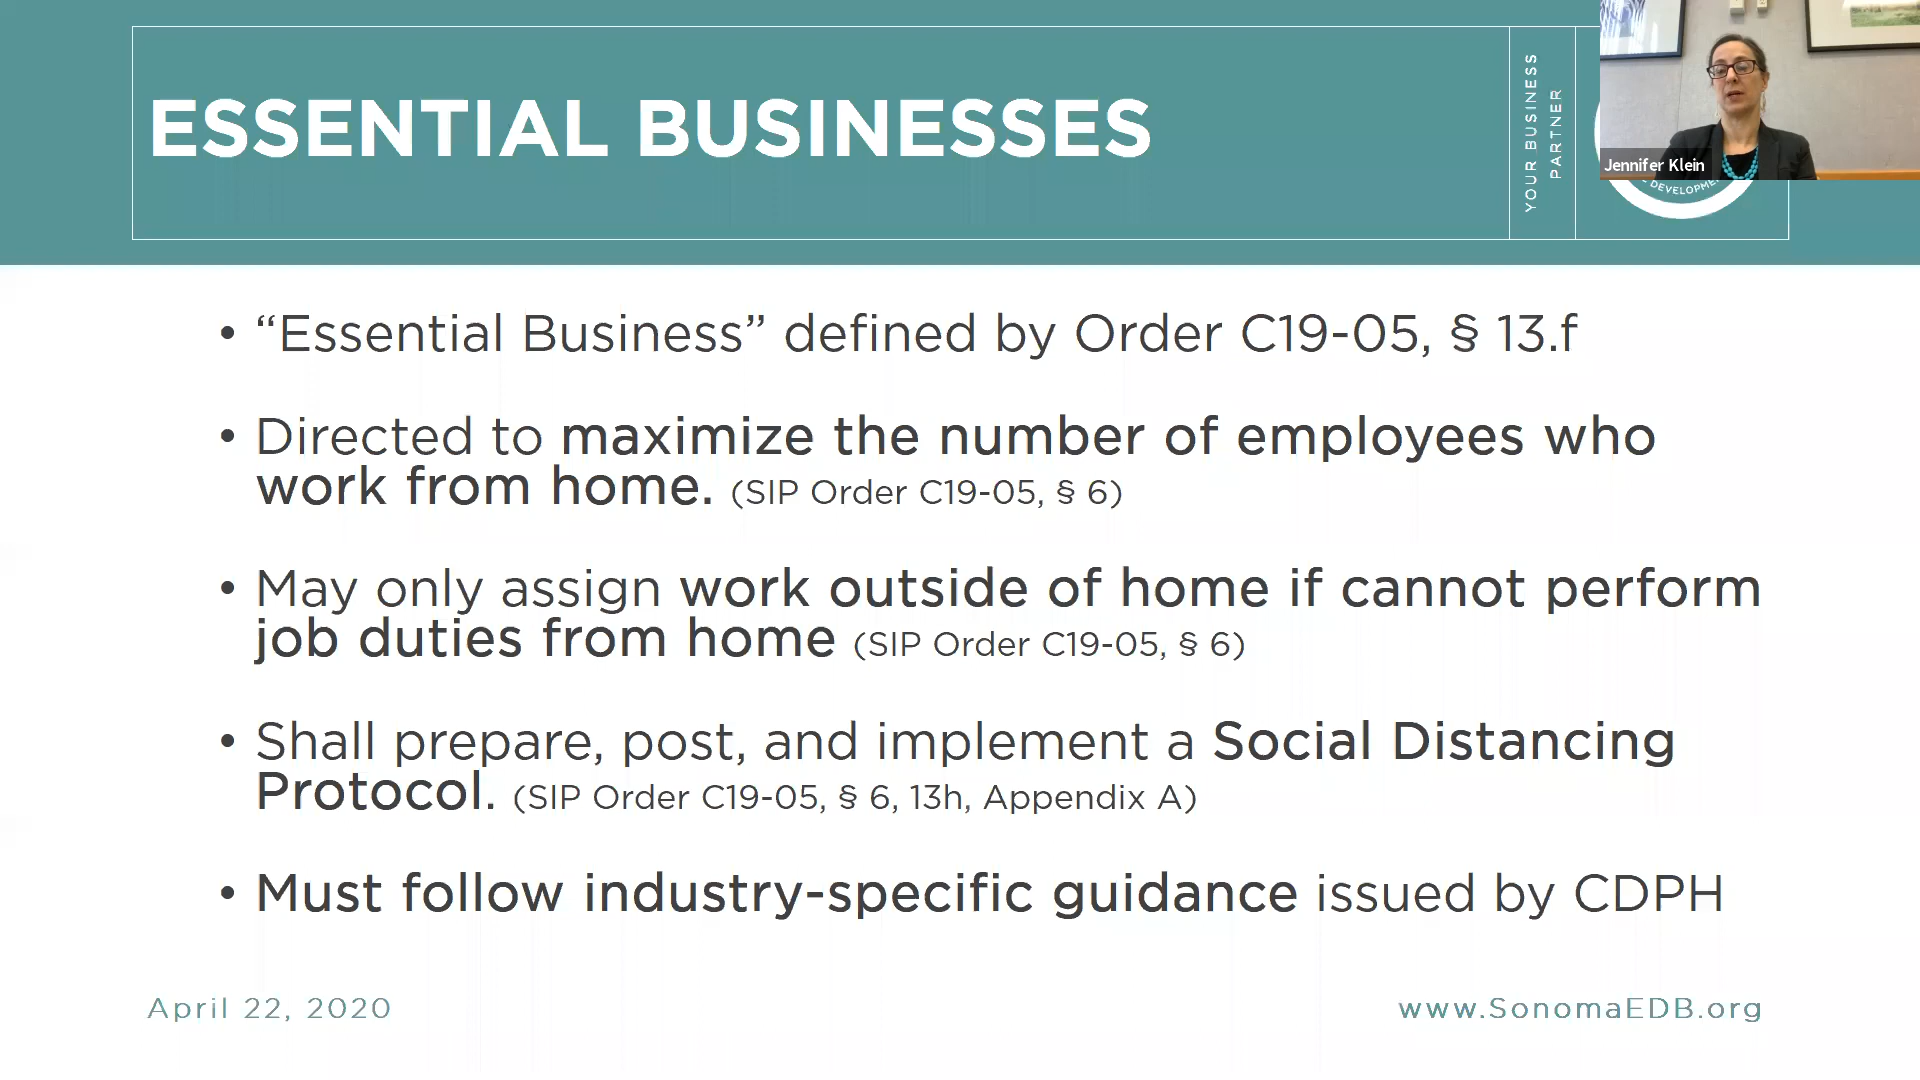 ESSENTIAL BUSINESSES
YOUR BUSINESS
PARTNER
Jennifer Klein
• “Essential Business” defined by Order C19-05, § 13.f
• Directed to maximize the number of employees who
work from home. (SIP Order C19-05, § 6)
• May only assign work outside of home if cannot perform
job duties from home (SIP Order C19-05, § 6)
• Shall prepare, post, and implement a Social Distancing
Protocol. (SIP Order C19-05, § 6, 13h, Appendix A)
• Must follow industry-specific guidance issued by CDPH
April 22, 2020
www.SonomaEDB.org